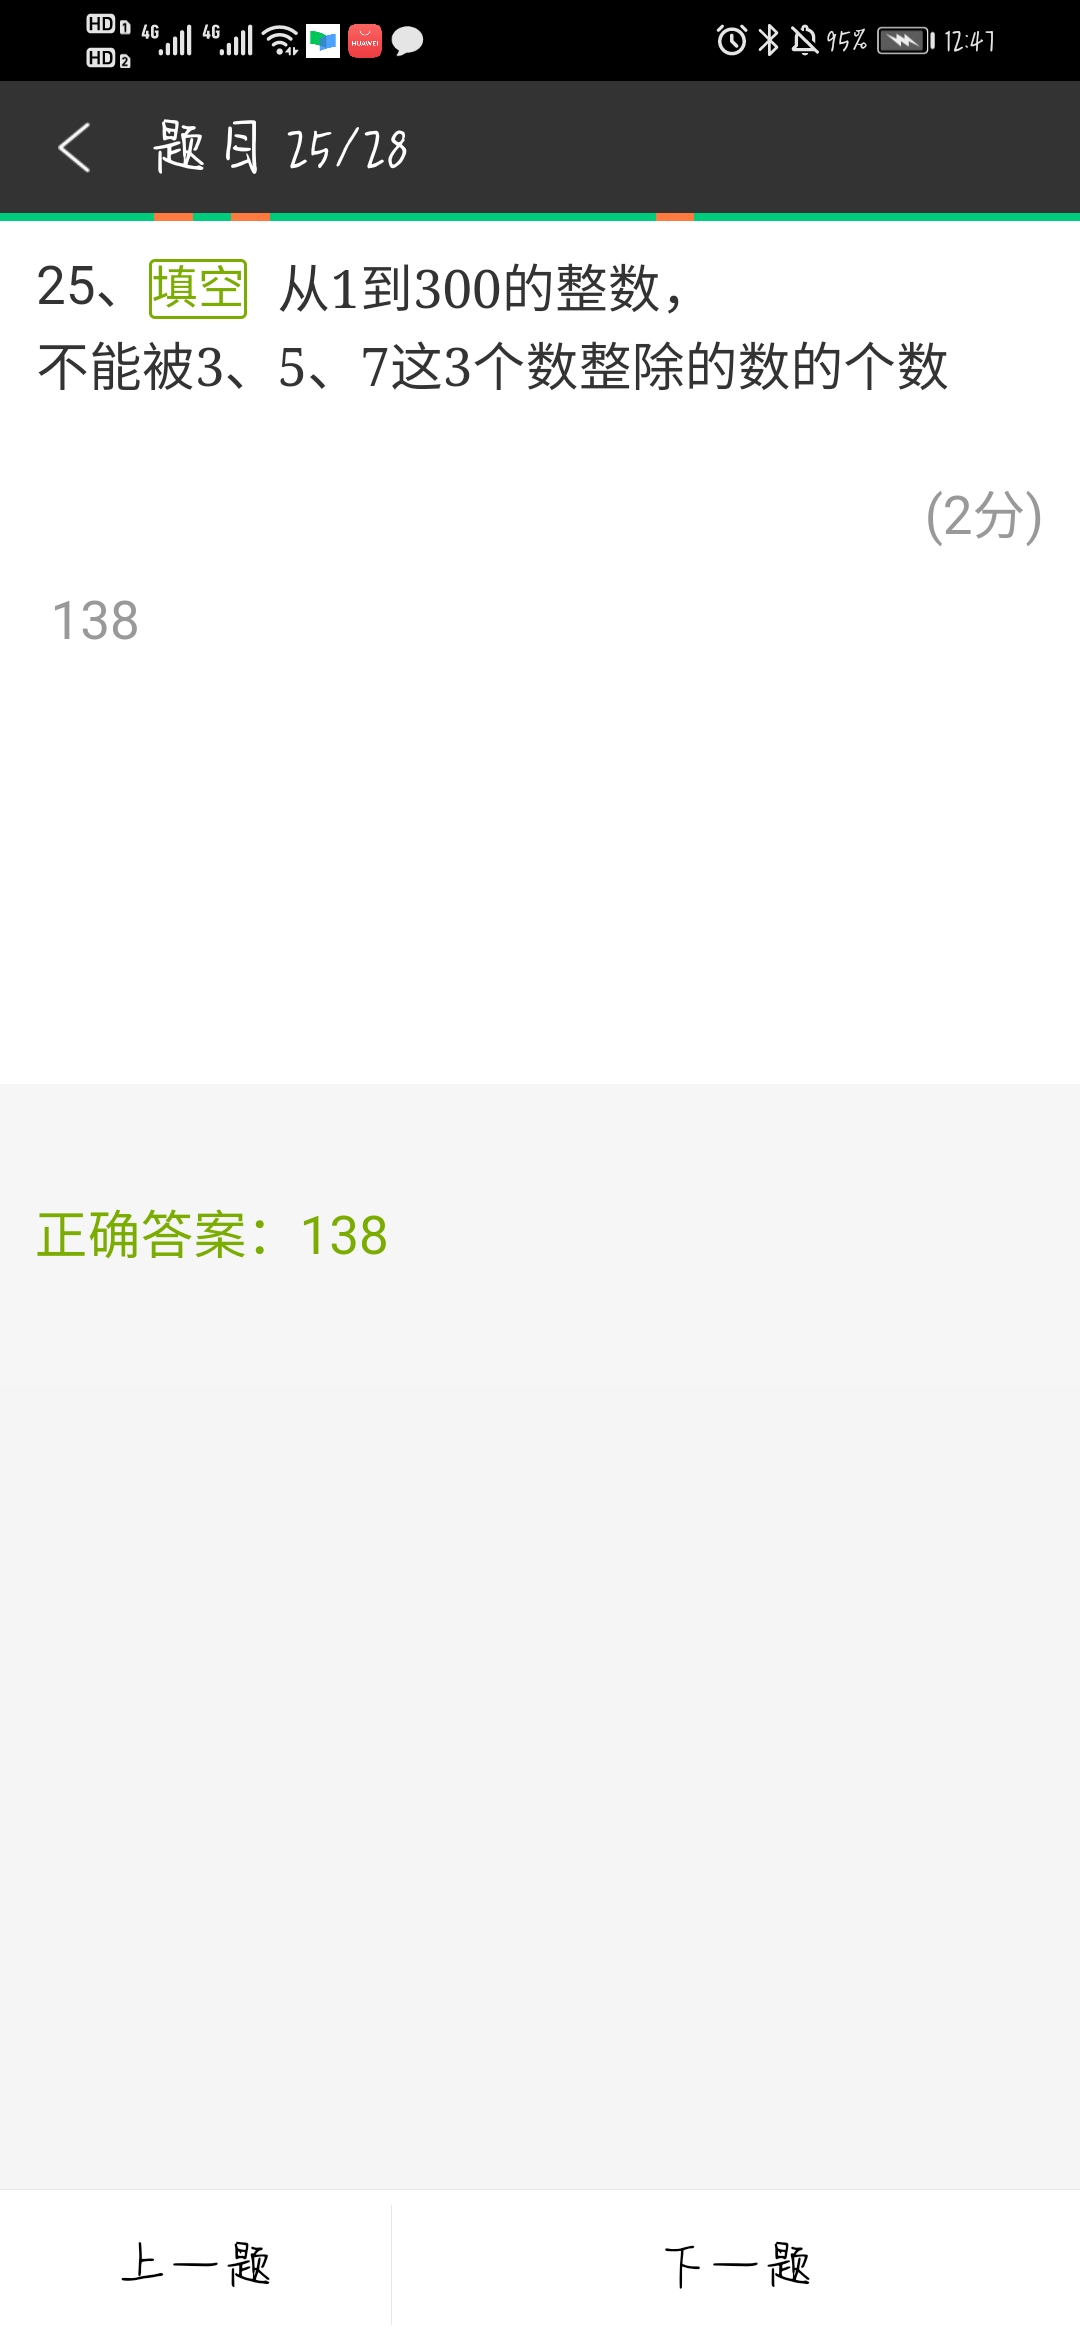 HD 1 4G 4G HUAWEI 95% 12:47
HD 2
题目 25/28
25、填空 从1到300的整数，
不能被3、5、7这3个数整除的数的个数
(2分)
138
正确答案：138
上一题 下一题